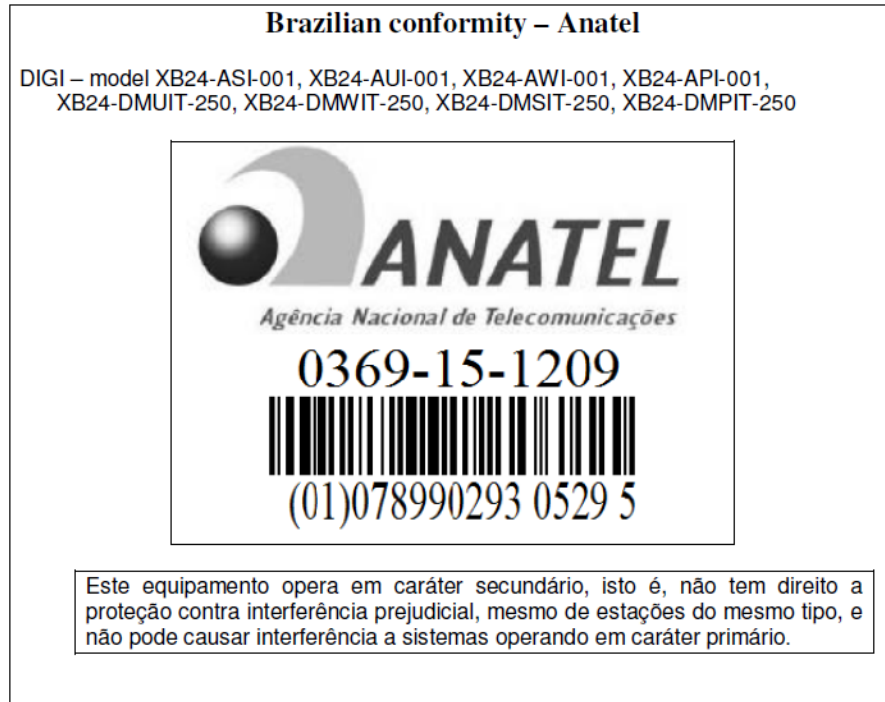 Brazilian conformity – Anatel
DIGI – model XB24-ASI-001, XB24-AUI-001, XB24-AWI-001, XB24-API-001,
XB24-DMUIT-250, XB24-DMWIT-250, XB24-DMSIT-250, XB24-DMPIT-250
ANATEL
Agência Nacional de Telecomunicações
0369-15-1209
(01)078990293 0529 5
Este equipamento opera em caráter secundário, isto é, não tem direito a
proteção contra interferência prejudicial, mesmo de estações do mesmo tipo, e
não pode causar interferência a sistemas operando em caráter primário.